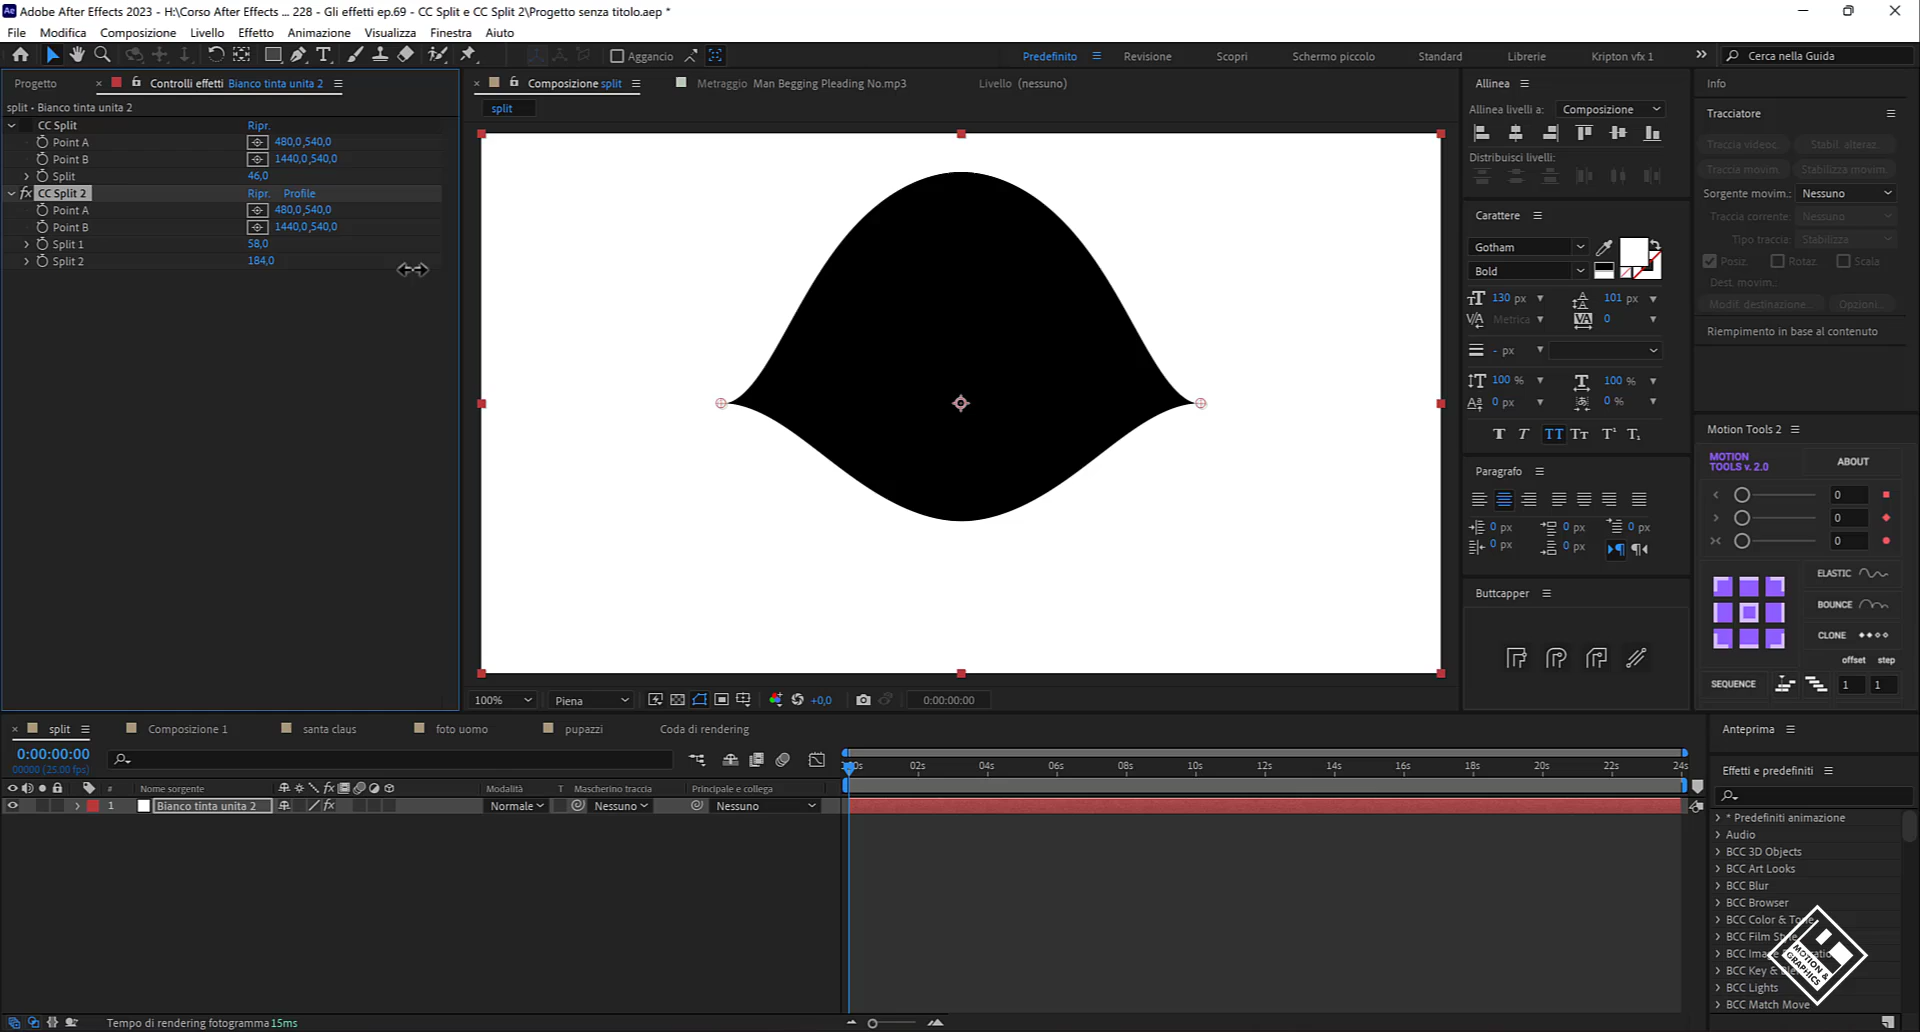 Adobe After Effects 2023 - H:\Corso After Effects ... 228 - Gli effetti ep.69 - CC Split e CC Split 2\Progetto senza titolo.aep *
File Modifica Composizione Livello Effetto Animazione Visualizza Finestra Aiuto
Aggancio
Predefinito Revisione Scopri Schermo piccolo Standard Librerie Kripton vfx 1 Cerca nella Guida
Progetto Controlli effetti Bianco tinta unita 2
split • Bianco tinta unita 2
CC Split Ripr.
Point A 480,0,540,0
Point B 1440,0,540,0
Split 46,0
fx CC Split 2 Ripr. Profile
Point A 480,0,540,0
Point B 1440,0,540,0
Split 1 58,0
Split 2 184,0
Composizione split Metraggio Man Begging Pleading No.mp3 Livello (nessuno)
split
100% Piena +0,0 0:00:00:00
Allinea
Allinea livelli a: Composizione
Distribuisci livelli:
Carattere
Gotham
Bold
130 px 101 px
Metrica 0
- px
100 % 100 %
0 px 0 %
Paragrafo
0 px 0 px 0 px
0 px 0 px
Buttcapper
Info
Tracciatore
Traccia videoc. Stabil. alteraz.
Traccia movim. Stabilizza movim.
Sorgente movim.: Nessuno
Traccia corrente: Nessuno
Tipo traccia: Stabilizza
Posiz. Rotaz. Scala
Dest. movim.:
Modif. destinazione... Opzioni...
Riempimento in base al contenuto
Motion Tools 2
MOTION TOOLS v. 2.0 ABOUT
0
0
0
ELASTIC
BOUNCE
CLONE
offset step
SEQUENCE 1 1
split Composizione 1 santa claus foto uomo pupazzi Coda di rendering
0:00:00:00
00000 (25.00 fps)
# Nome sorgente Modalità T Mascherino traccia Principale e collega
1 Bianco tinta unita 2 fx Normale Nessuno Nessuno
02s 04s 06s 08s 10s 12s 14s 16s 18s 20s 22s 24s
Anteprima
Effetti e predefiniti
* Predefiniti animazione
Audio
BCC 3D Objects
BCC Art Looks
BCC Blur
BCC Browser
BCC Color &
BCC Film
BCC
BCC Key &
BCC Lights
BCC Match Move
MOTION & GRAPHICS
Tempo di rendering fotogramma 15ms